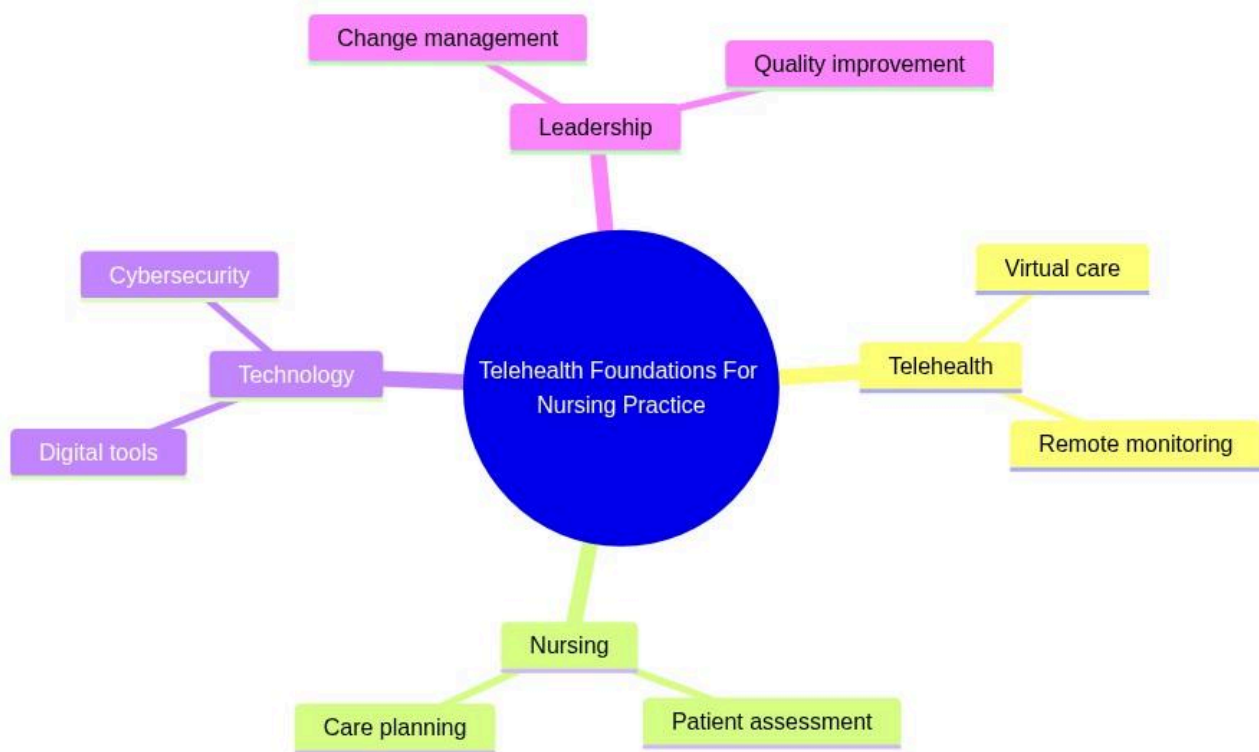 Change management
Quality improvement
Leadership
Cybersecurity
Virtual care
Technology
Telehealth Foundations For
Nursing Practice
Telehealth
Digital tools
Remote monitoring
Nursing
Care planning
Patient assessment